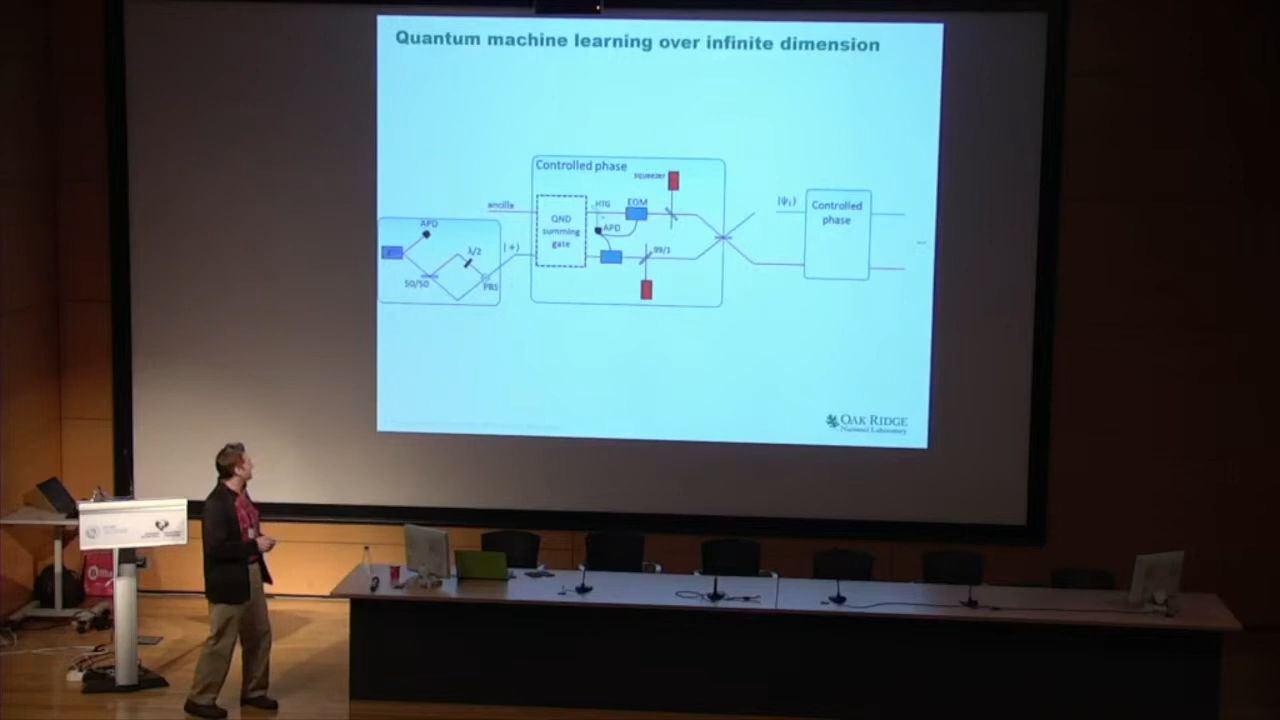 Quantum machine learning over infinite dimension
Controlled phase
squeezer
ancilla
HTG
EOM
APD
QND
summing
gate
APD
λ/2
|+⟩
99/1
50/50
PBS
|ψ₁⟩
Controlled
phase
OAK RIDGE
National Laboratory